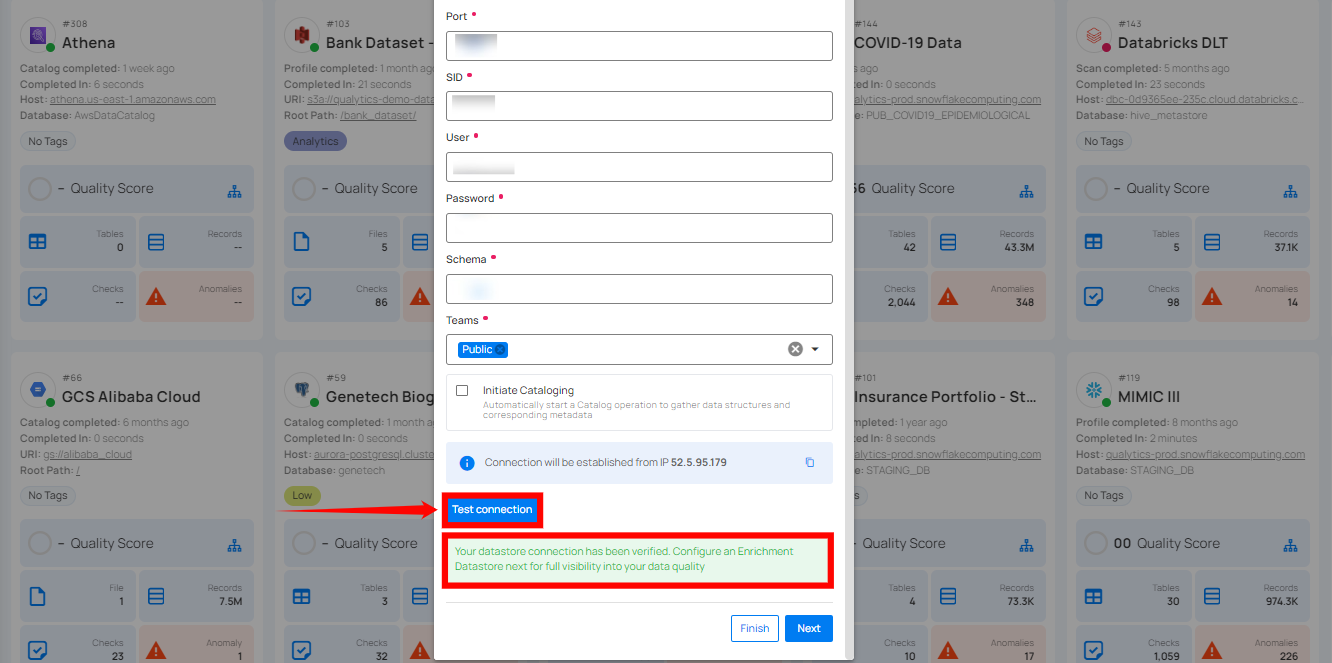 #308
Athena
Catalog completed: 1 week ago
Completed In: 6 seconds
Host: athena.us-east-1.amazonaws.com
Database: AwsDataCatalog
No Tags
– Quality Score
Tables
0
Records
--
Checks
--
Anomalies
--
#103
Bank Dataset -
Profile completed: 1 month ago
Completed In: 21 seconds
URI: s3a://qualytics-demo-data
Root Path: /bank_dataset/
Analytics
– Quality Score
Files
5
Checks
86
Port
SID
User
Password
Schema
Teams
Public
Initiate Cataloging
Automatically start a Catalog operation to gather data structures and
corresponding metadata
Connection will be established from IP 52.5.95.179
Test connection
Your datastore connection has been verified. Configure an Enrichment
Datastore next for full visibility into your data quality
Finish
Next
#144
COVID-19 Data
s ago
0 seconds
alytics-prod.snowflakecomputing.com
: PUB_COVID19_EPIDEMIOLOGICAL
56 Quality Score
Tables
42
Records
43.3M
Checks
2,044
Anomalies
348
#143
Databricks DLT
Scan completed: 5 months ago
Completed In: 23 seconds
Host: dbc-0d9365ee-235c.cloud.databricks.c...
Database: hive_metastore
No Tags
– Quality Score
Tables
5
Records
37.1K
Checks
98
Anomalies
14
#66
GCS Alibaba Cloud
Catalog completed: 6 months ago
Completed In: 0 seconds
URI: gs://alibaba_cloud
Root Path: /
No Tags
– Quality Score
File
1
Records
7.5M
Checks
23
Anomaly
1
#59
Genetech Biog
Catalog completed: 1 month a
Completed In: 0 seconds
Host: aurora-postgresql.cluste
Database: genetech
Low
– Quality Score
Tables
3
Checks
32
#101
Insurance Portfolio - St...
mpleted: 1 year ago
In: 8 seconds
alytics-prod.snowflakecomputing.com
: STAGING_DB
s
Quality Score
Tables
4
Records
73.3K
Checks
10
Anomalies
17
#119
MIMIC III
Profile completed: 8 months ago
Completed In: 2 minutes
Host: qualytics-prod.snowflakecomputing.com
Database: STAGING_DB
No Tags
00 Quality Score
Tables
30
Records
974.3K
Checks
1,059
Anomalies
226